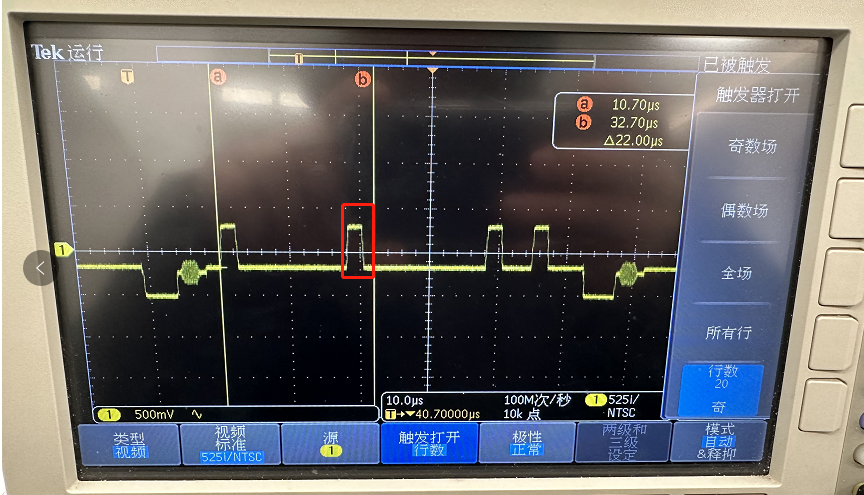 Tek 运行
已被触发
T
T
a
b
触发器打开
a 10.70µs
b 32.70µs
△22.00µs
奇数场
偶数场
1
全场
所有行
行数
20
奇
10.0µs 100M次/秒 1 525I/
T→▼40.70000µs 10k 点 NTSC
1 500mV
类型
视频
视频
标准
525I/NTSC
源
1
触发打开
行数
极性
正常
两级和
三级
设定
模式
自动
&释抑